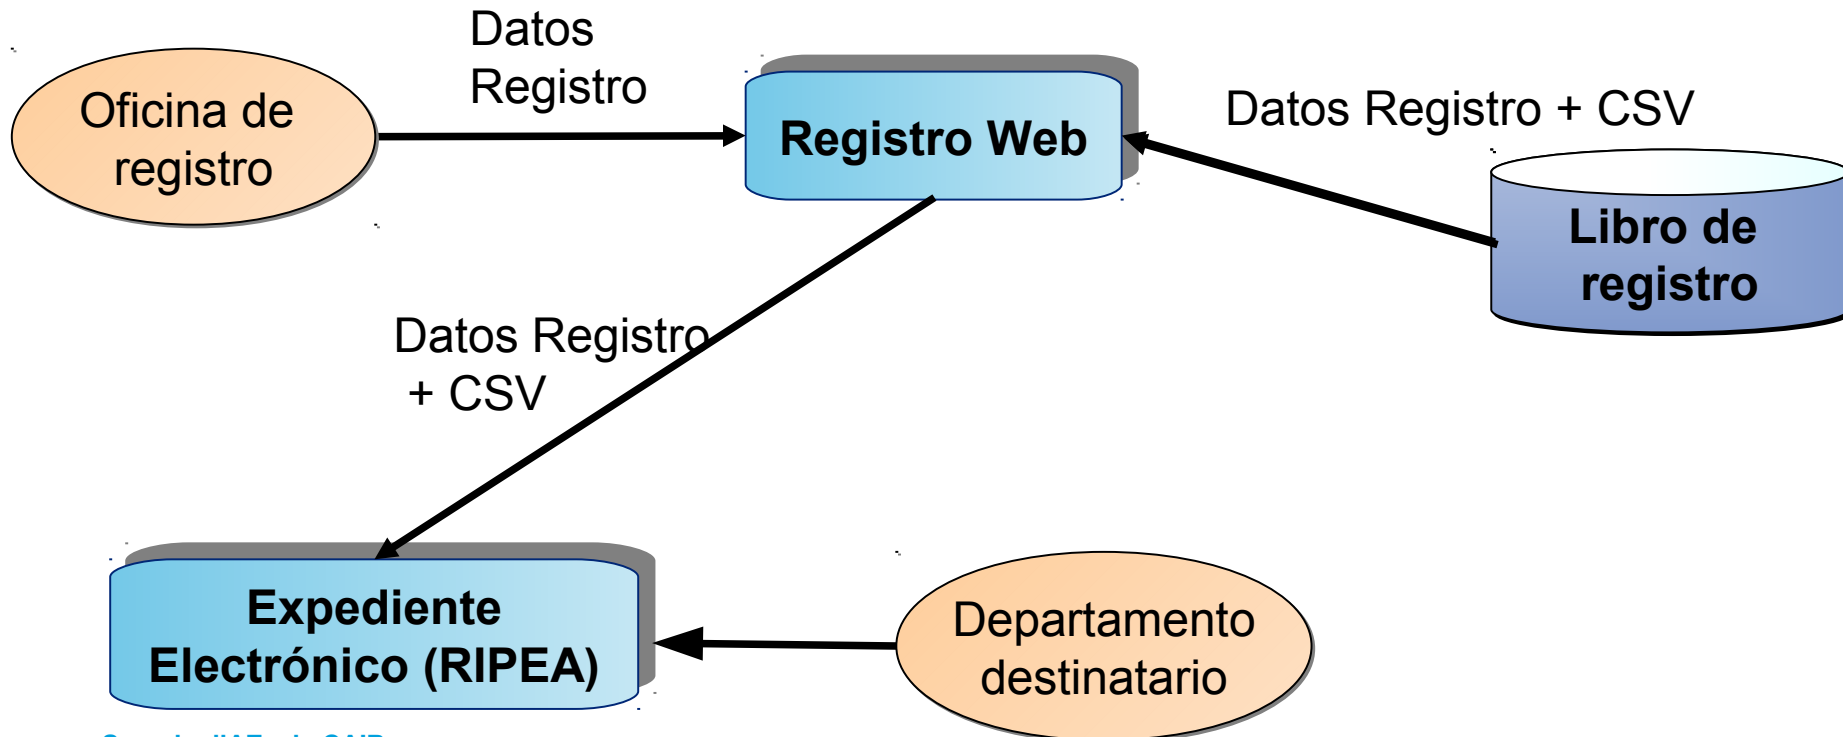 Datos
Registro
Oficina de
registro
Registro Web
Datos Registro + CSV
Libro de
registro
Datos Registro
+ CSV
Expediente
Electrónico (RIPEA)
Departamento
destinatario